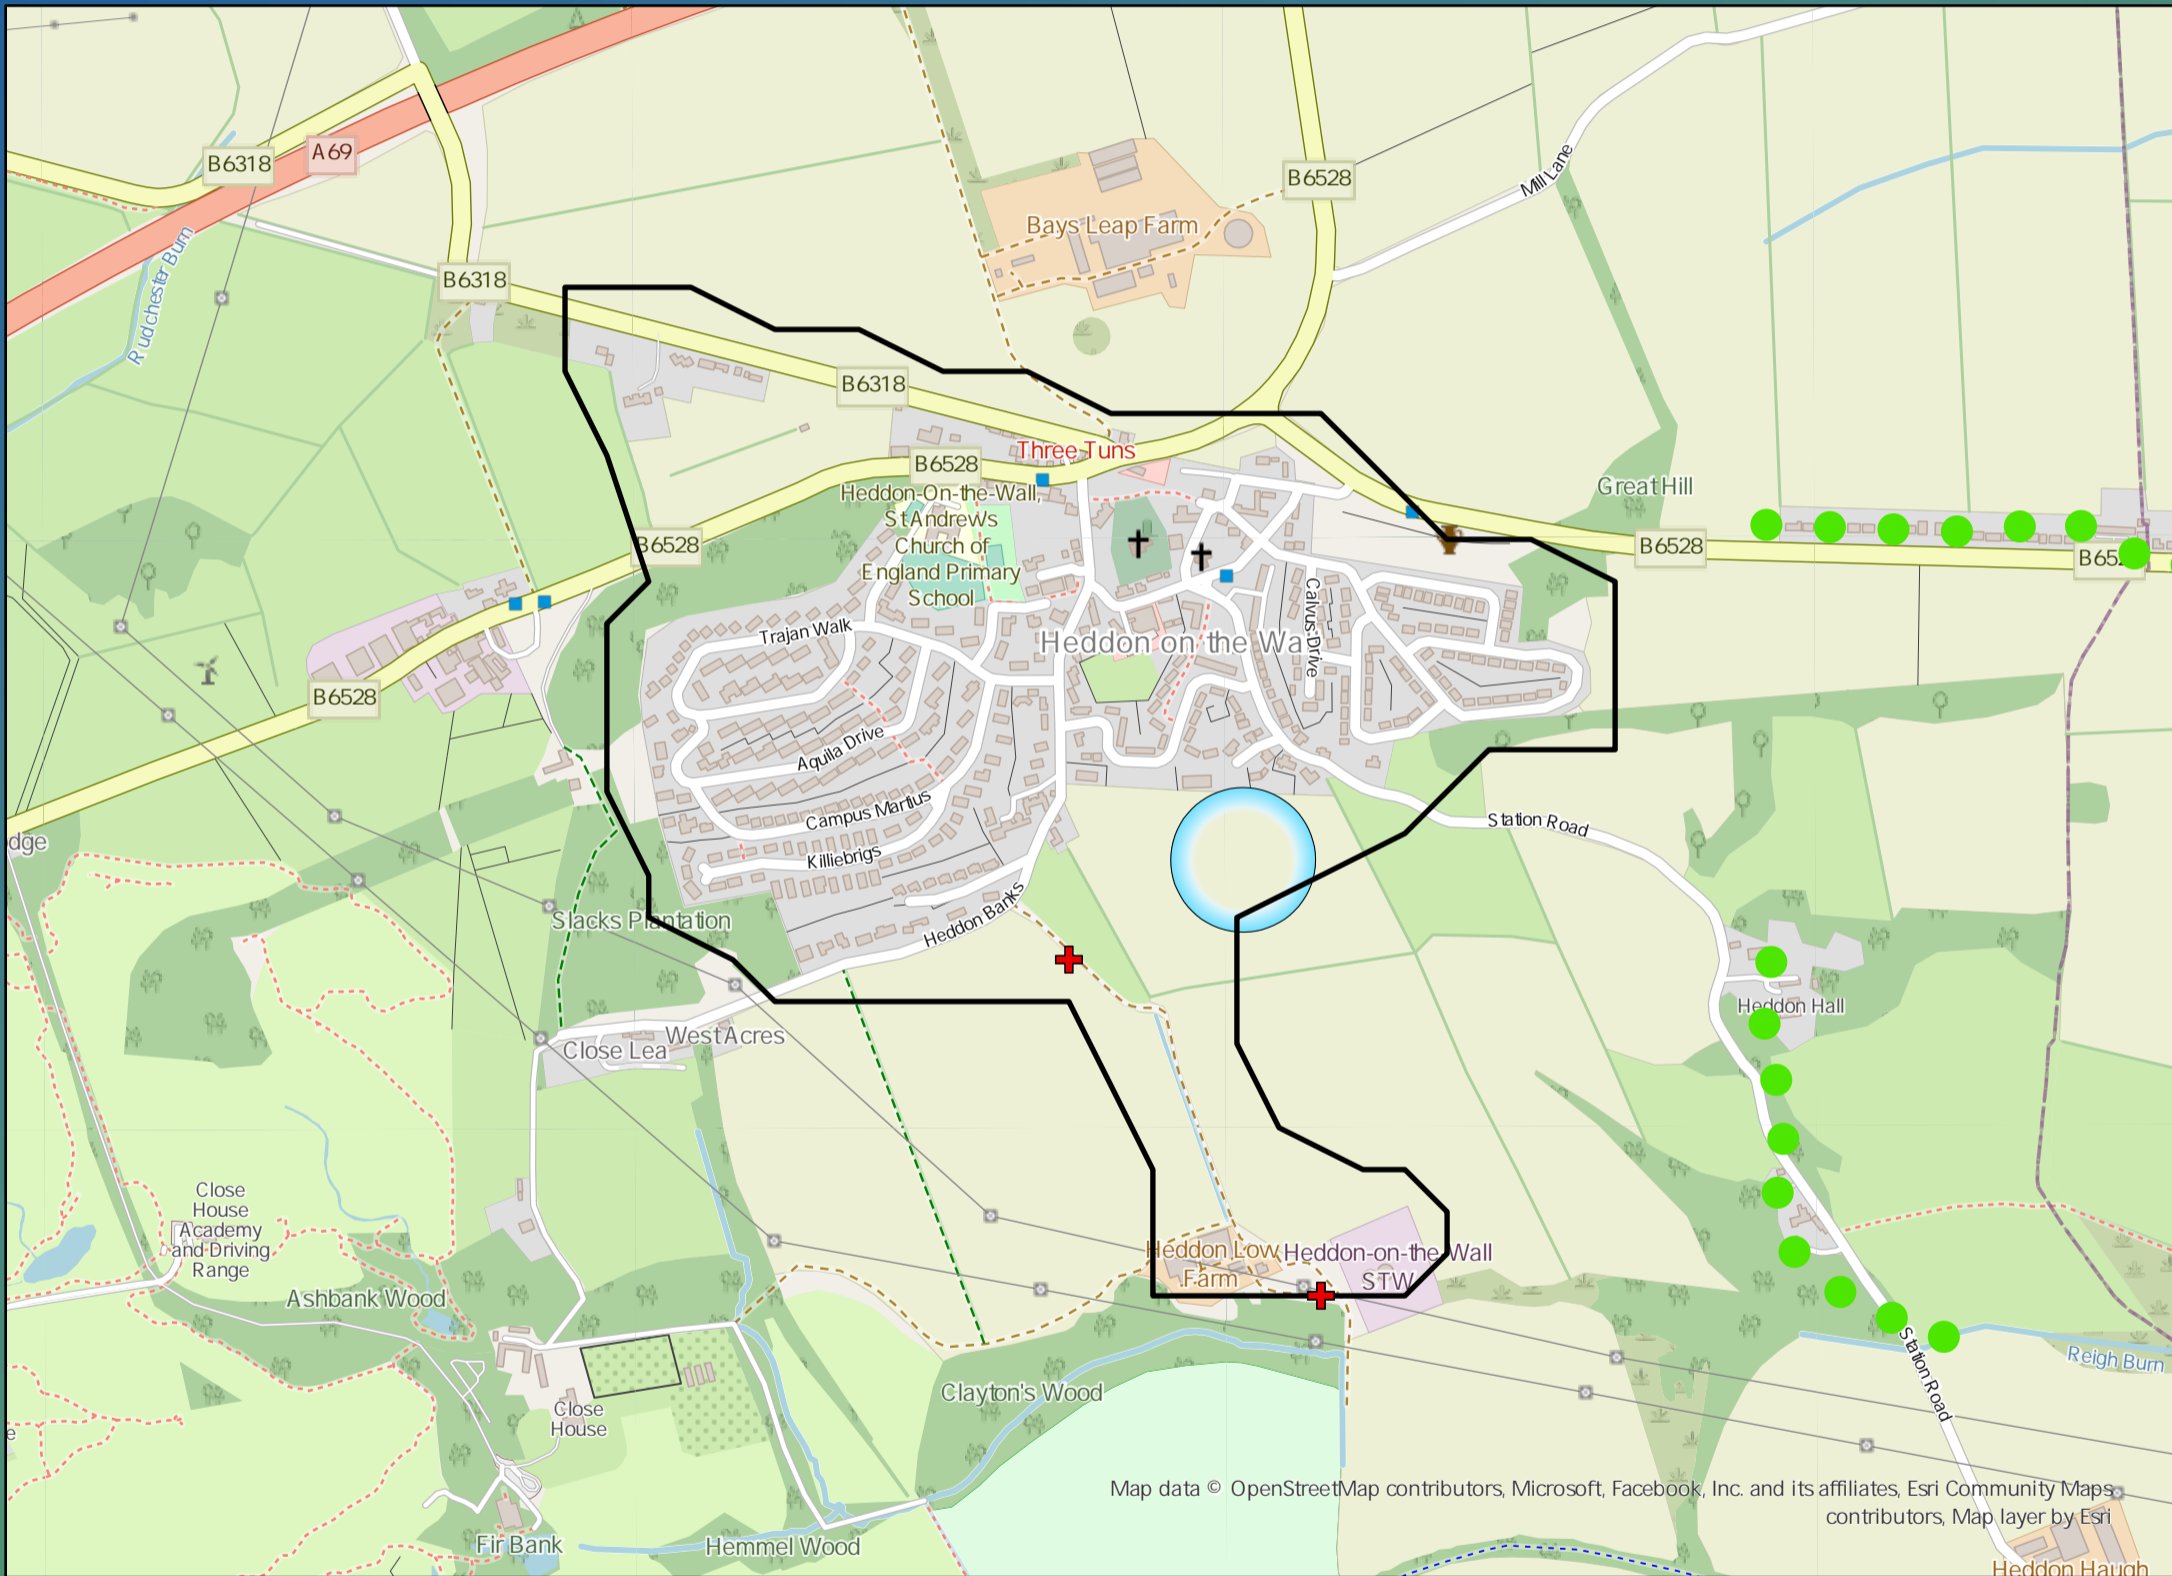 B6318
A69
B6528
Mill Lane
Bays Leap Farm
Rudchester Burn
B6318
B6318
Three Tuns
B6528
Heddon-On-the-Wall,
St Andrew's
Church of
England Primary
School
Great Hill
B6528
B6528
Calvus Drive
Trajan Walk
Heddon on the Wa
B6528
Aquila Drive
Campus Martius
Station Road
Killiebrigs
Heddon Banks
Slacks Plantation
West Acres
Close Lea
Heddon Hall
Close
House
Academy
and Driving
Range
Heddon Low
Farm
Heddon-on-the-Wall
STW
Ashbank Wood
Station Road
Reigh Burn
Clayton's Wood
Close
House
Map data © OpenStreetMap contributors, Microsoft, Facebook, Inc. and its affiliates, Esri Community Maps
contributors, Map layer by Esri
Fir Bank
Hemmel Wood
Heddon Haugh